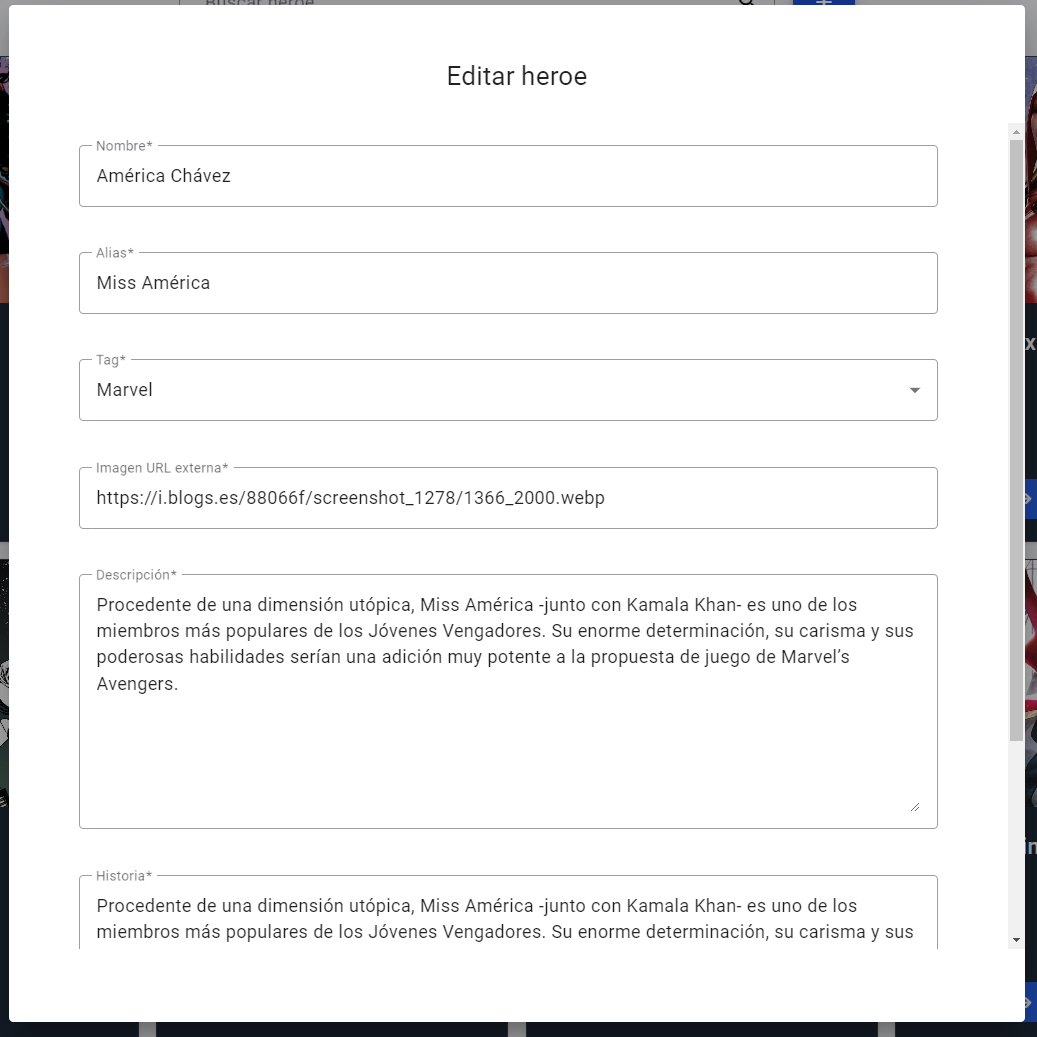 Buscar heroe
Editar heroe
Nombre*
América Chávez
Alias*
Miss América
Tag*
Marvel
Imagen URL externa*
https://i.blogs.es/88066f/screenshot_1278/1366_2000.webp
Descripción*
Procedente de una dimensión utópica, Miss América -junto con Kamala Khan- es uno de los
miembros más populares de los Jóvenes Vengadores. Su enorme determinación, su carisma y sus
poderosas habilidades serían una adición muy potente a la propuesta de juego de Marvel’s
Avengers.
Historia*
Procedente de una dimensión utópica, Miss América -junto con Kamala Khan- es uno de los
miembros más populares de los Jóvenes Vengadores. Su enorme determinación, su carisma y sus